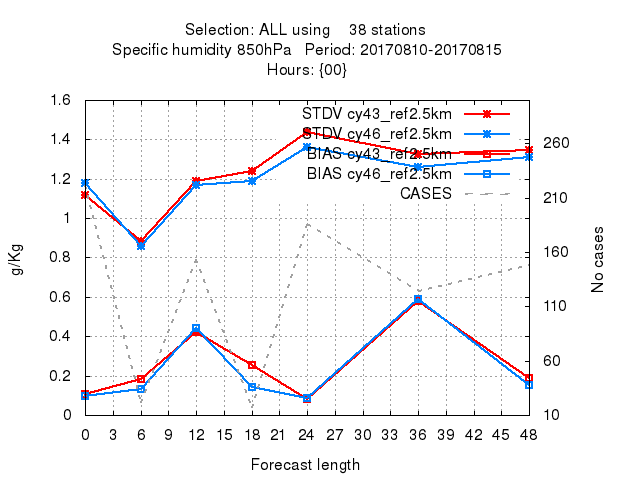 Selection: ALL using 38 stations
Specific humidity 850hPa Period: 20170810-20170815
Hours: {00}
STDV cy43_ref2.5km
STDV cy46_ref2.5km
BIAS cy43_ref2.5km
BIAS cy46_ref2.5km
CASES
g/Kg
1.6
1.4
1.2
1
0.8
0.6
0.4
0.2
0
No cases
260
210
160
110
60
10
0 3 6 9 12 15 18 21 24 27 30 33 36 39 42 45 48
Forecast length